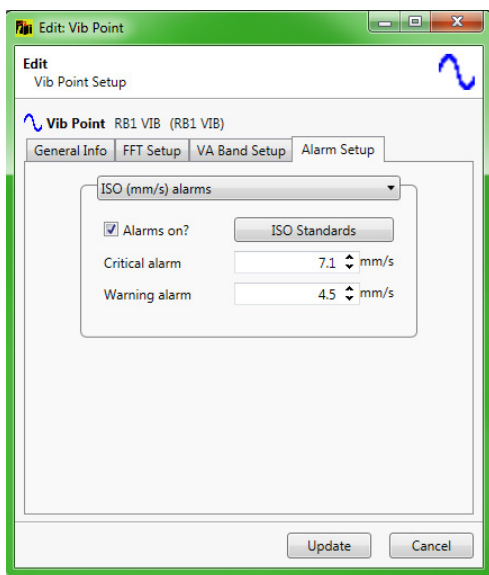 Edit: Vib Point
Edit
Vib Point Setup
Vib Point RB1 VIB (RB1 VIB)
General Info FFT Setup VA Band Setup Alarm Setup
ISO (mm/s) alarms
Alarms on? ISO Standards
Critical alarm 7.1 mm/s
Warning alarm 4.5 mm/s
Update Cancel